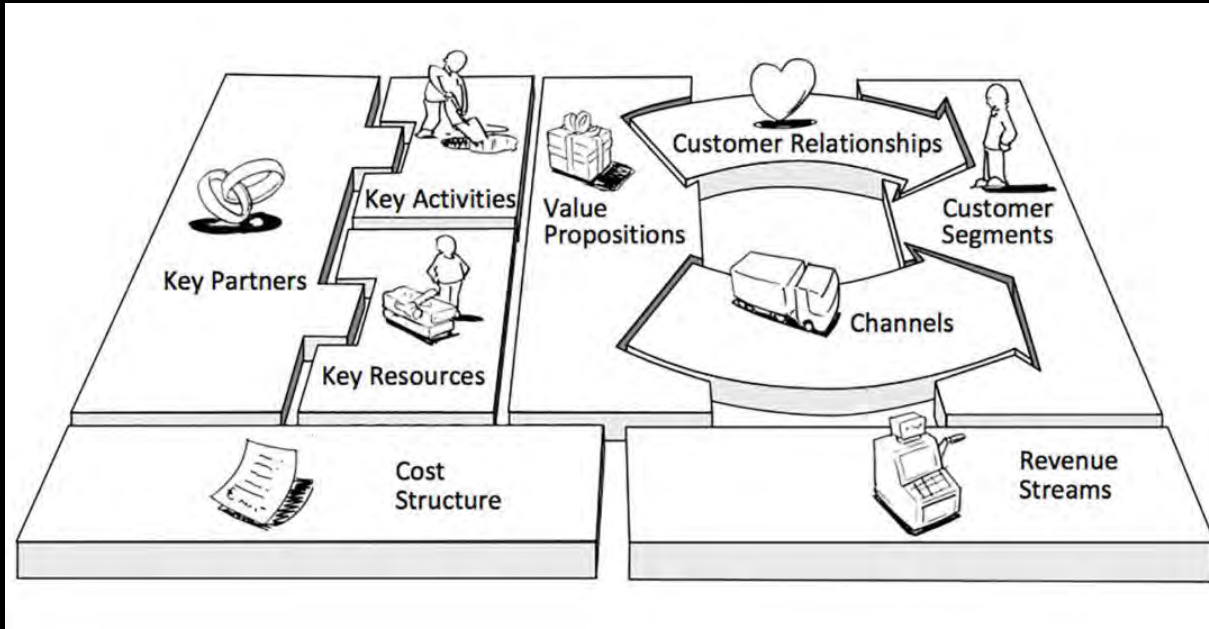 Customer Relationships
Key Activities
Value
Propositions
Customer
Segments
Key Partners
Channels
Key Resources
Cost
Structure
Revenue
Streams